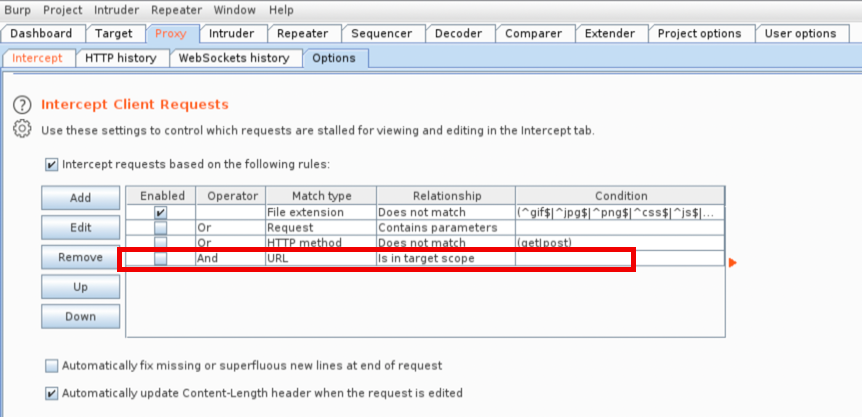 Burp Project Intruder Repeater Window Help
Dashboard Target Proxy Intruder Repeater Sequencer Decoder Comparer Extender Project options User options
Intercept HTTP history WebSockets history Options
? Intercept Client Requests
Use these settings to control which requests are stalled for viewing and editing in the Intercept tab.
Intercept requests based on the following rules:
Add
Edit
Remove
Up
Down
Enabled Operator Match type Relationship Condition
File extension Does not match (^gif$|^jpg$|^png$|^css$|^js$|...
Or Request Contains parameters
Or HTTP method Does not match (get|post)
And URL Is in target scope
Automatically fix missing or superfluous new lines at end of request
Automatically update Content-Length header when the request is edited